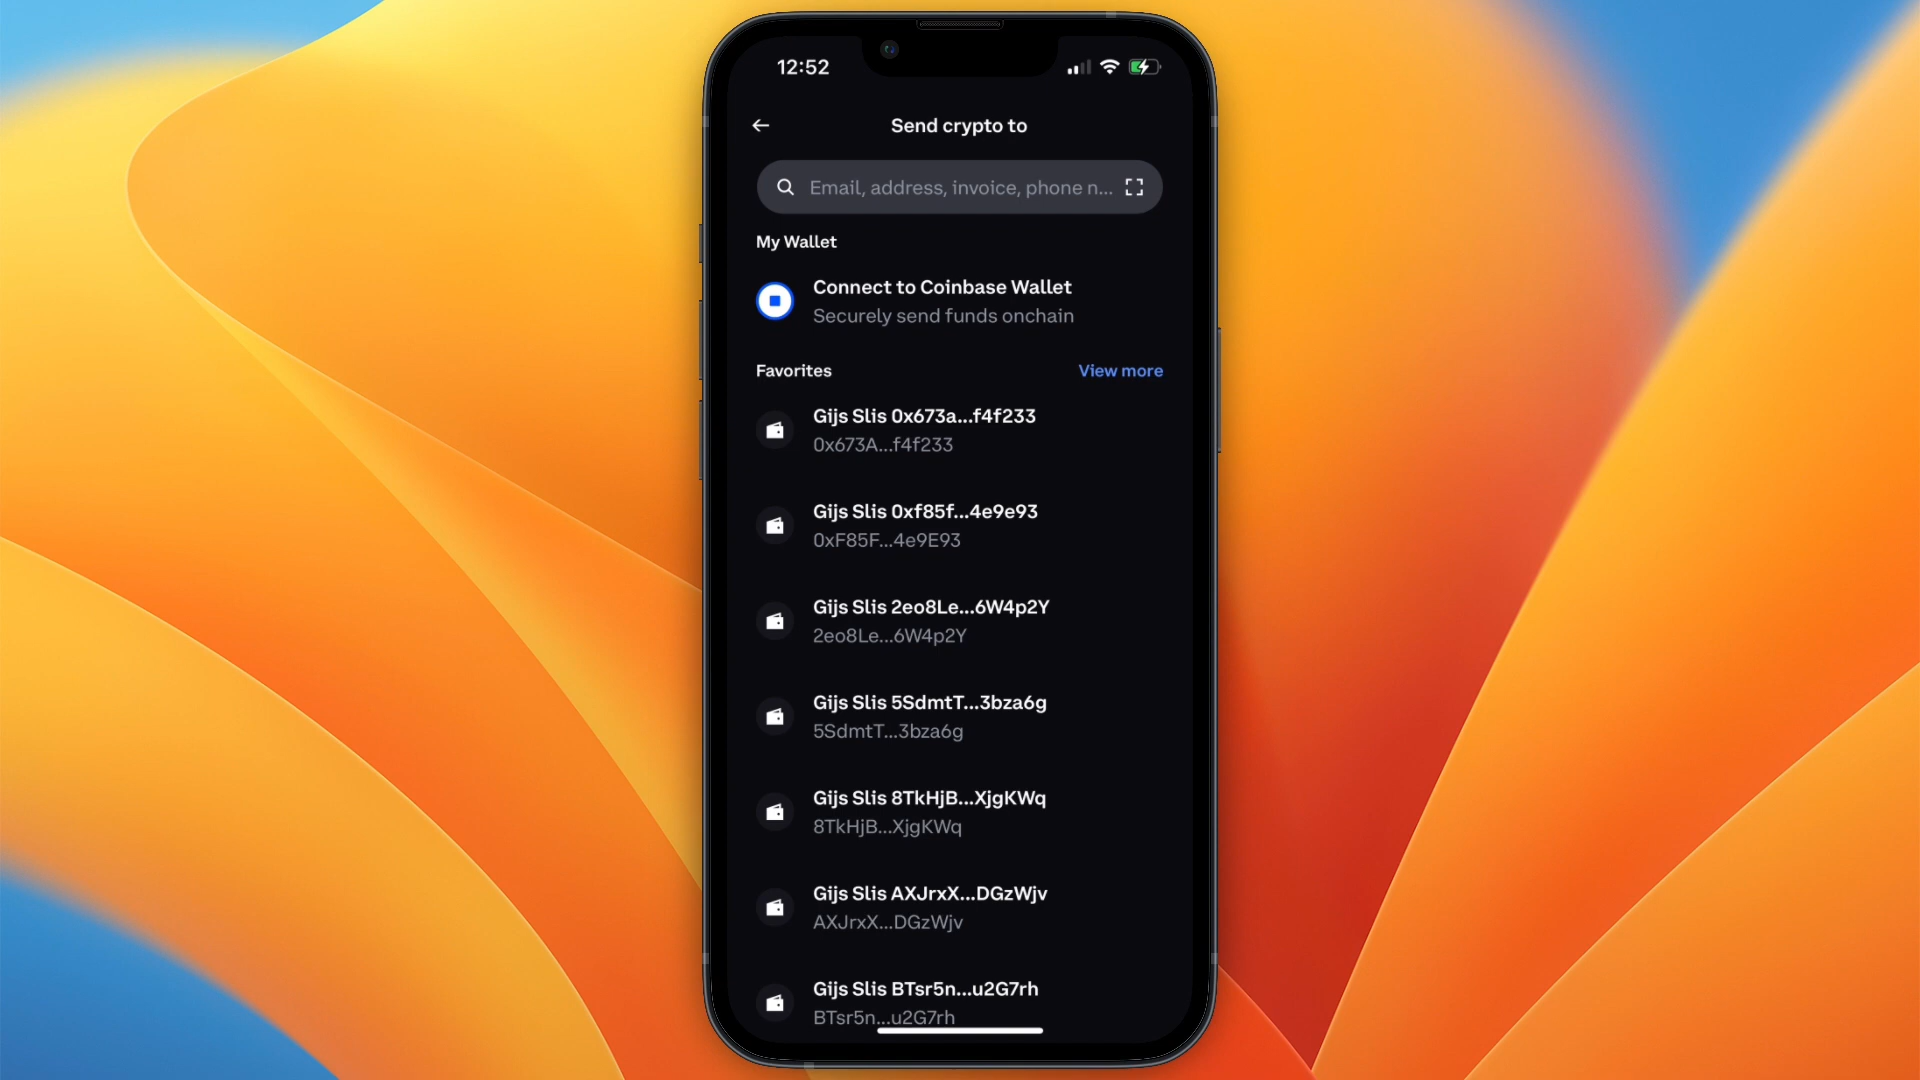 12:52
Send crypto to
Email, address, invoice, phone n...
My Wallet
Connect to Coinbase Wallet
Securely send funds onchain
Favorites
View more
Gijs Slis 0x673a...f4f233
0x673A...f4f233
Gijs Slis 0xf85f...4e9e93
0xF85F...4e9E93
Gijs Slis 2eo8Le...6W4p2Y
2eo8Le...6W4p2Y
Gijs Slis 5SdmtT...3bza6g
5SdmtT...3bza6g
Gijs Slis 8TkHjB...XjgKWq
8TkHjB...XjgKWq
Gijs Slis AXJrxX...DGzWjv
AXJrxX...DGzWjv
Gijs Slis BTsr5n...u2G7rh
BTsr5n...u2G7rh